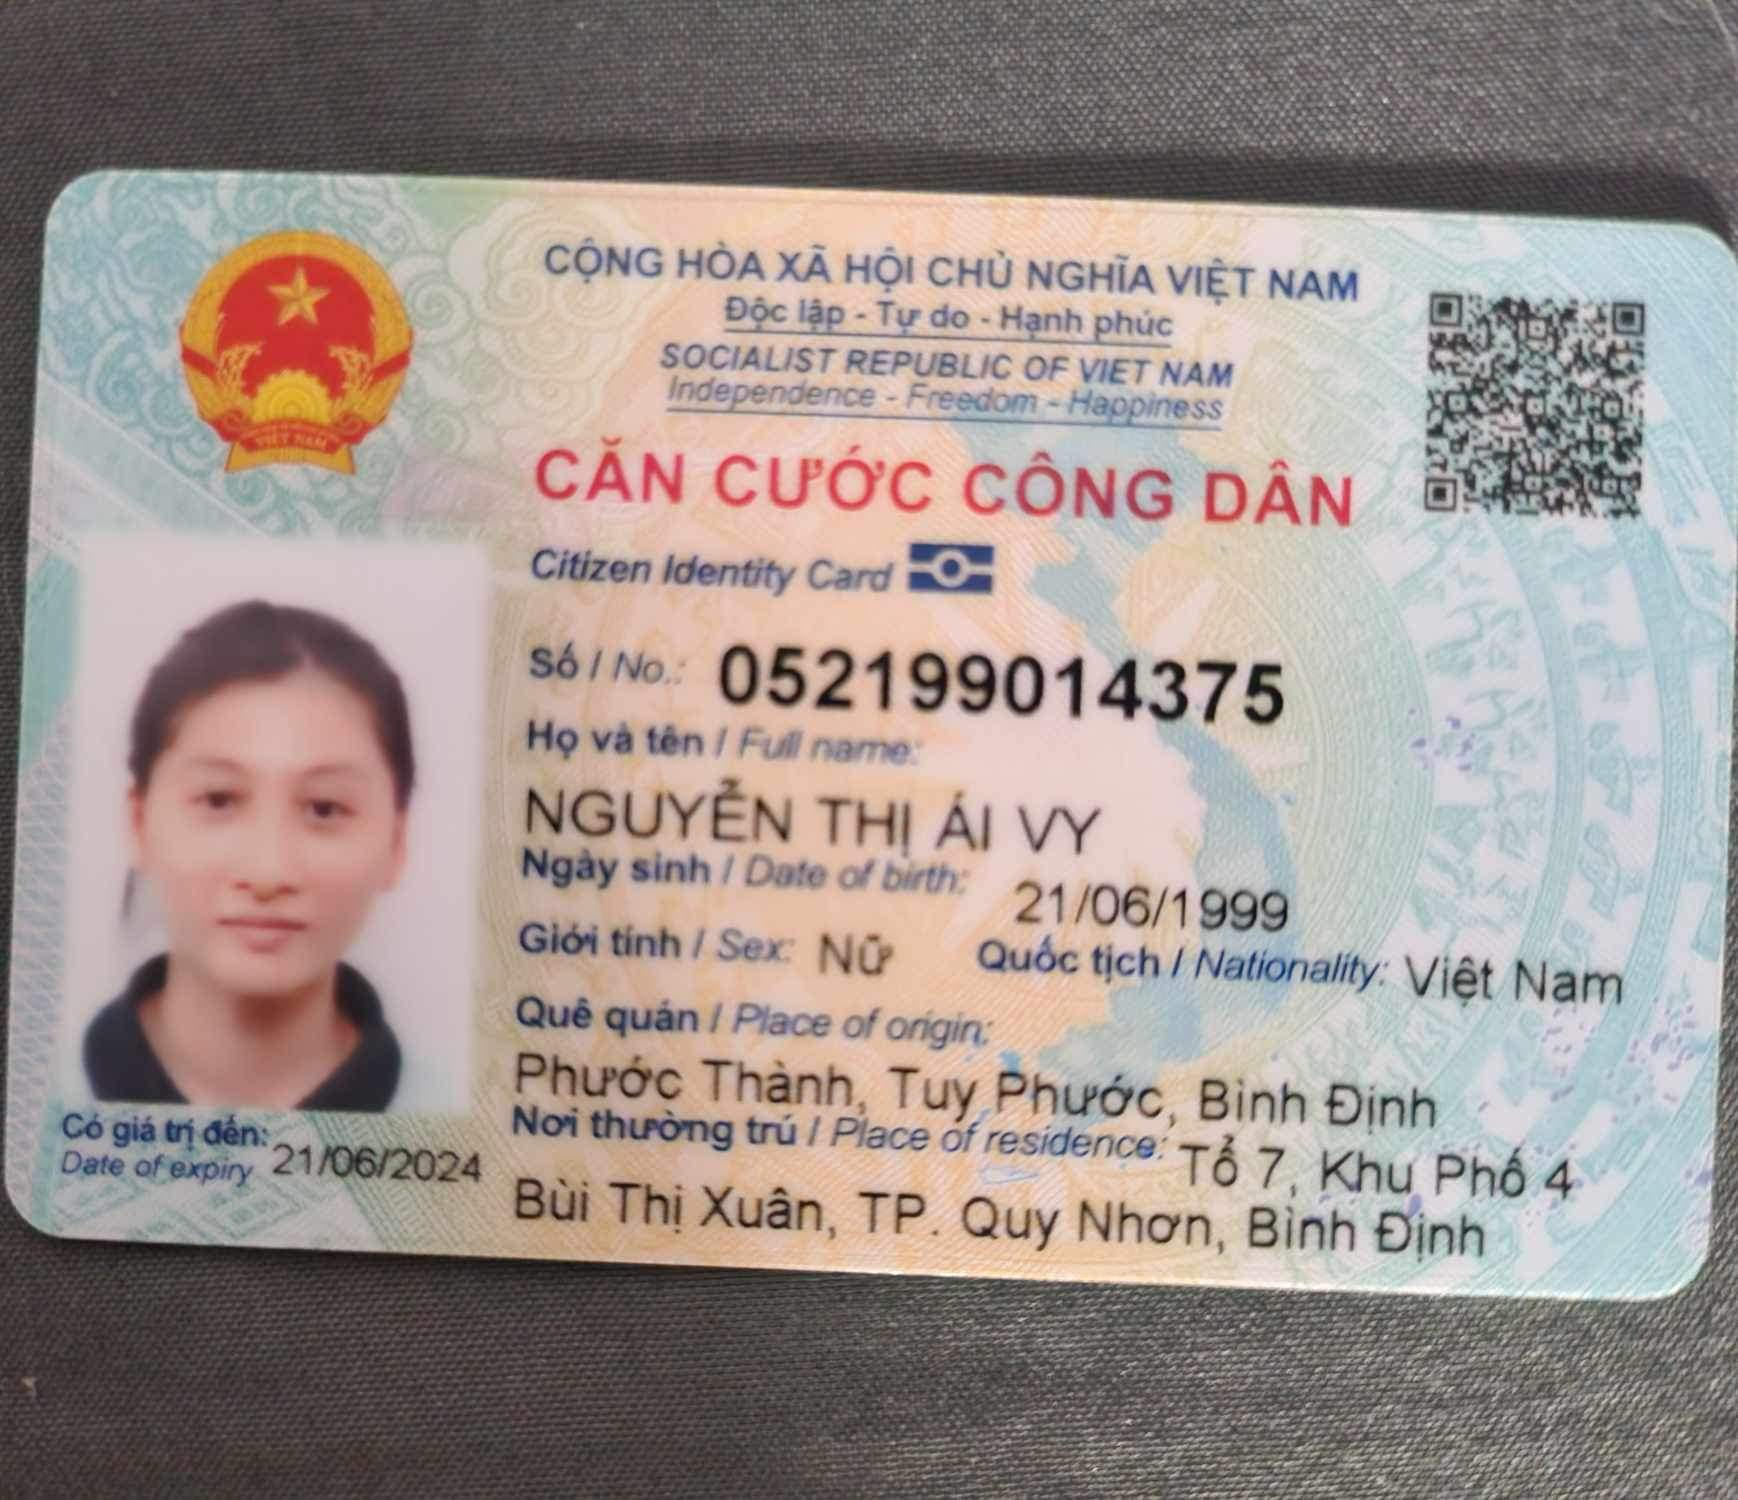 CỘNG HÒA XÃ HỘI CHỦ NGHĨA VIỆT NAM
Độc lập - Tự do - Hạnh phúc
SOCIALIST REPUBLIC OF VIET NAM
Independence - Freedom - Happiness
CĂN CƯỚC CÔNG DÂN
Citizen Identity Card
Số / No.: 052199014375
Họ và tên / Full name:
NGUYỄN THỊ ÁI VY
Ngày sinh / Date of birth: 21/06/1999
Giới tính / Sex: Nữ Quốc tịch / Nationality: Việt Nam
Quê quán / Place of origin:
Phước Thành, Tuy Phước, Bình Định
Nơi thường trú / Place of residence: Tổ 7, Khu Phố 4
Bùi Thị Xuân, TP. Quy Nhơn, Bình Định
Có giá trị đến: 21/06/2024
Date of expiry
VIỆT NAM